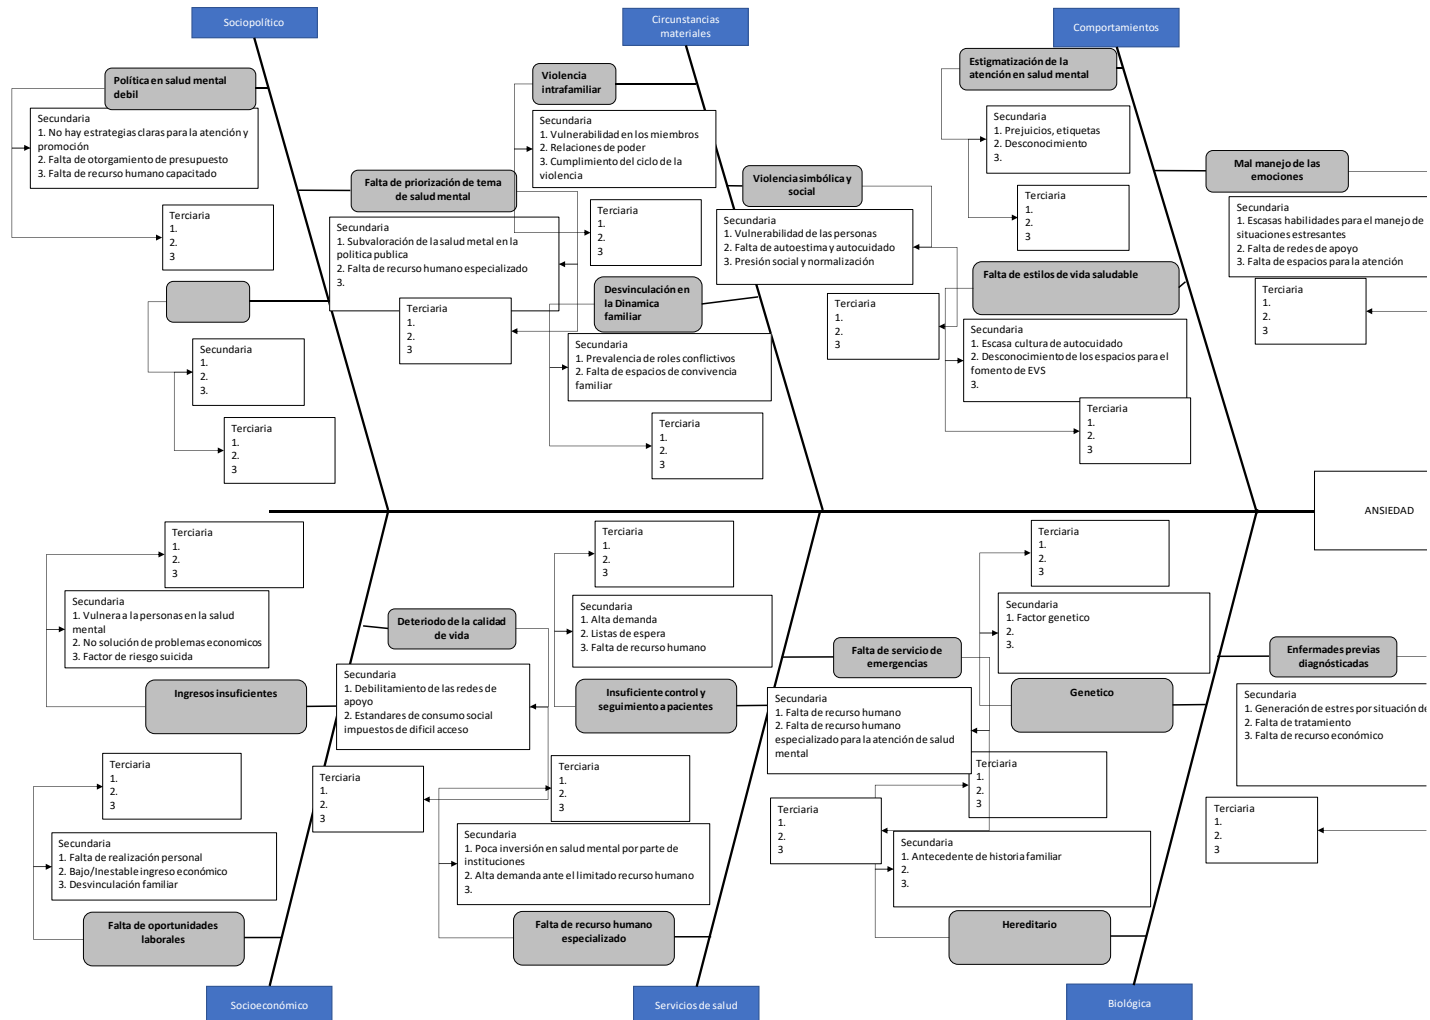 Sociopolítico
Circunstancias
materiales
Comportamientos
Política en salud mental
debil
Secundaria
1. No hay estrategias claras para la atención y
promoción
2. Falta de otorgamiento de presupuesto
3. Falta de recurso humano capacitado
Terciaria
1.
2.
3
Falta de priorización de tema
de salud mental
Secundaria
1. Subvaloración de la salud metal en la
politica publica
2. Falta de recurso humano especializado
3.
Terciaria
1.
2.
3
Secundaria
1.
2.
3.
Terciaria
1.
2.
3
Violencia
intrafamiliar
Secundaria
1. Vulnerabilidad en los miembros
2. Relaciones de poder
3. Cumplimiento del ciclo de la
violencia
Terciaria
1.
2.
3
Violencia simbólica y
social
Secundaria
1. Vulnerabilidad de las personas
2. Falta de autoestima y autocuidado
3. Presión social y normalización
Terciaria
1.
2.
3
Desvinculación en
la Dinamica
familiar
Secundaria
1. Prevalencia de roles conflictivos
2. Falta de espacios de convivencia
familiar
Terciaria
1.
2.
3
Estigmatización de la
atención en salud mental
Secundaria
1. Prejuicios, etiquetas
2. Desconocimiento
3.
Terciaria
1.
2.
3
Mal manejo de las
emociones
Secundaria
1. Escasas habilidades para el manejo de
situaciones estresantes
2. Falta de redes de apoyo
3. Falta de espacios para la atención
Terciaria
1.
2.
3
Falta de estilos de vida saludable
Secundaria
1. Escasa cultura de autocuidado
2. Desconocimiento de los espacios para el
fomento de EVS
3.
Terciaria
1.
2.
3
ANSIEDAD
Terciaria
1.
2.
3
Secundaria
1. Vulnera a la personas en la salud
mental
2. No solución de problemas economicos
3. Factor de riesgo suicida
Ingresos insuficientes
Deteriodo de la calidad
de vida
Secundaria
1. Debilitamiento de las redes de
apoyo
2. Estandares de consumo social
impuestos de dificil acceso
Terciaria
1.
2.
3
Terciaria
1.
2.
3
Secundaria
1. Falta de realización personal
2. Bajo/Inestable ingreso económico
3. Desvinculación familiar
Falta de oportunidades
laborales
Terciaria
1.
2.
3
Secundaria
1. Alta demanda
2. Listas de espera
3. Falta de recurso humano
Insuficiente control y
seguimiento a pacientes
Falta de servicio de
emergencias
Secundaria
1. Falta de recurso humano
2. Falta de recurso humano
especializado para la atención de salud
mental
Terciaria
1.
2.
3
Terciaria
1.
2.
3
Secundaria
1. Poca inversión en salud mental por parte de
instituciones
2. Alta demanda ante el limitado recurso humano
3.
Falta de recurso humano
especializado
Terciaria
1.
2.
3
Secundaria
1. Factor genetico
2.
3.
Genetico
Enfermades previas
diagnósticadas
Secundaria
1. Generación de estres por situación de
2. Falta de tratamiento
3. Falta de recurso económico
Terciaria
1.
2.
3
Terciaria
1.
2.
3
Secundaria
1. Antecedente de historia familiar
2.
3.
Hereditario
Socioeconómico
Servicios de salud
Biológica